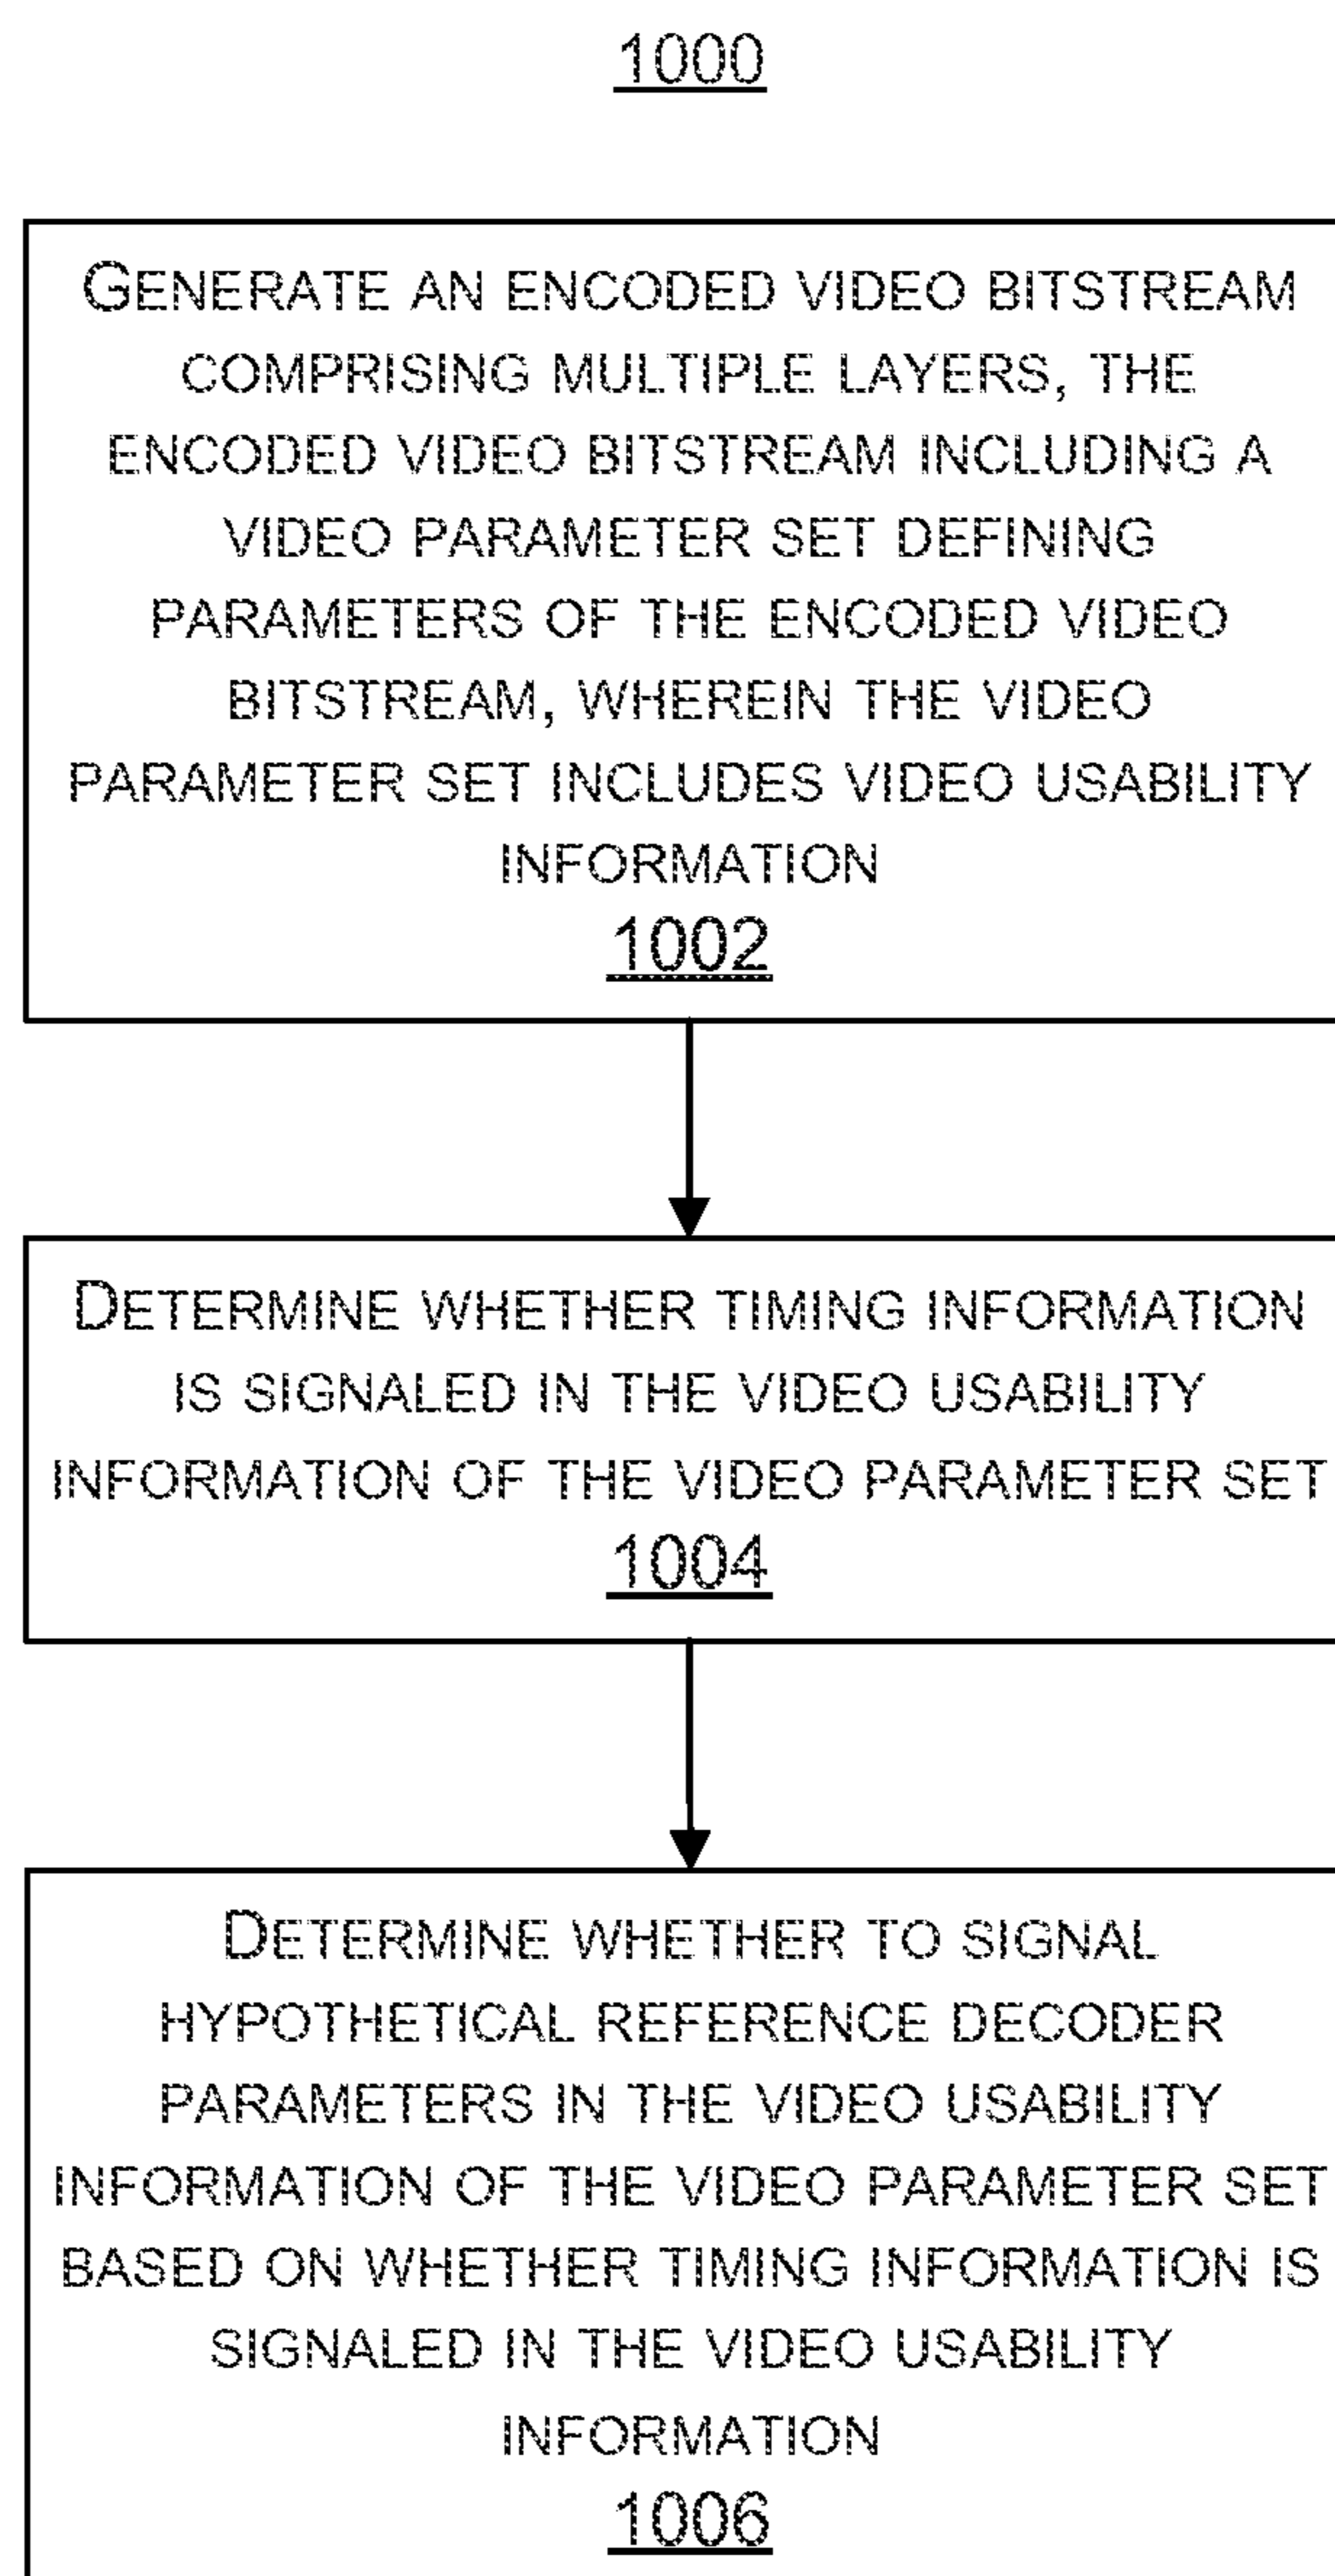 1000
GENERATE AN ENCODED VIDEO BITSTREAM
COMPRISING MULTIPLE LAYERS, THE
ENCODED VIDEO BITSTREAM INCLUDING A
VIDEO PARAMETER SET DEFINING
PARAMETERS OF THE ENCODED VIDEO
BITSTREAM, WHEREIN THE VIDEO
PARAMETER SET INCLUDES VIDEO USABILITY
INFORMATION
1002
DETERMINE WHETHER TIMING INFORMATION
IS SIGNALED IN THE VIDEO USABILITY
INFORMATION OF THE VIDEO PARAMETER SET
1004
DETERMINE WHETHER TO SIGNAL
HYPOTHETICAL REFERENCE DECODER
PARAMETERS IN THE VIDEO USABILITY
INFORMATION OF THE VIDEO PARAMETER SET
BASED ON WHETHER TIMING INFORMATION IS
SIGNALED IN THE VIDEO USABILITY
INFORMATION
1006